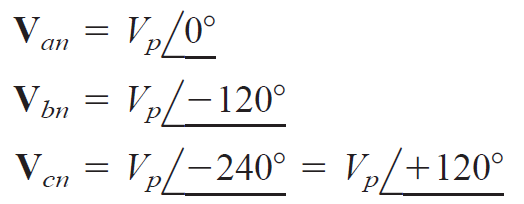 V_an = V_p∠0°
V_bn = V_p∠−120°
V_cn = V_p∠−240° = V_p∠+120°